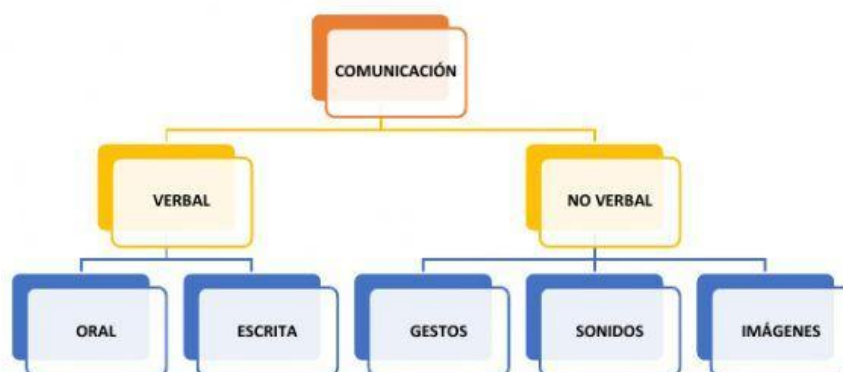 COMUNICACIÓN
VERBAL
NO VERBAL
ORAL
ESCRITA
GESTOS
SONIDOS
IMÁGENES